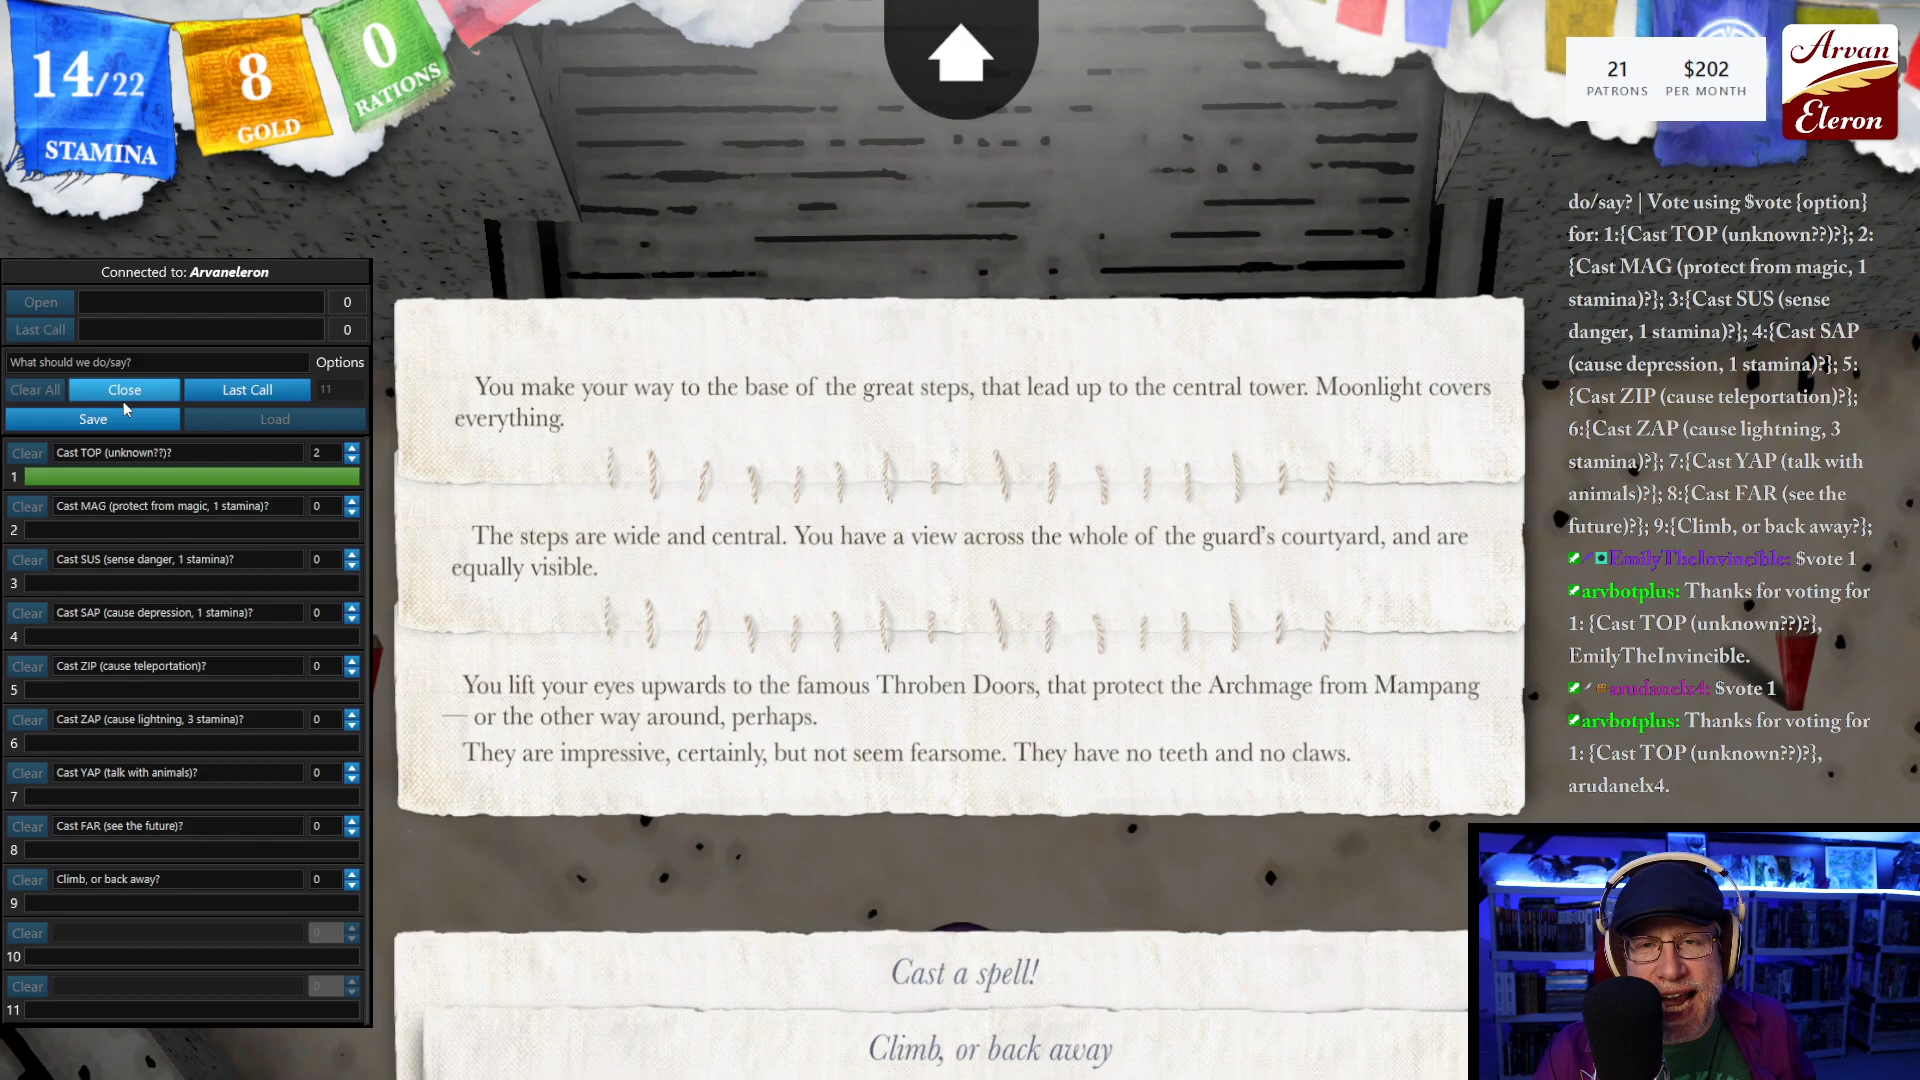 14/22
STAMINA
8
GOLD
0
RATIONS
21
PATRONS
$202
PER MONTH
Arvan
Eleron
Connected to: Arvaneleron
Open
0
Last Call
0
What should we do/say?
Options
Clear All
Close
Last Call
11
Save
Load
Clear
Cast TOP (unknown??)?
2
1
Clear
Cast MAG (protect from magic, 1 stamina)?
0
2
Clear
Cast SUS (sense danger, 1 stamina)?
0
3
Clear
Cast SAP (cause depression, 1 stamina)?
0
4
Clear
Cast ZIP (cause teleportation)?
0
5
Clear
Cast ZAP (cause lightning, 3 stamina)?
0
6
Clear
Cast YAP (talk with animals)?
0
7
Clear
Cast FAR (see the future)?
0
8
Clear
Climb, or back away?
0
9
Clear
0
10
Clear
0
11
You make your way to the base of the great steps, that lead up to the central tower. Moonlight covers
everything.
The steps are wide and central. You have a view across the whole of the guard's courtyard, and are
equally visible.
You lift your eyes upwards to the famous Throben Doors, that protect the Archmage from Mampang
— or the other way around, perhaps.
They are impressive, certainly, but not seem fearsome. They have no teeth and no claws.
Cast a spell!
Climb, or back away
do/say? | Vote using $vote {option}
for: 1:{Cast TOP (unknown??)?}; 2:
{Cast MAG (protect from magic, 1
stamina)?}; 3:{Cast SUS (sense
danger, 1 stamina)?}; 4:{Cast SAP
(cause depression, 1 stamina)?}; 5:
{Cast ZIP (cause teleportation)?};
6:{Cast ZAP (cause lightning, 3
stamina)?}; 7:{Cast YAP (talk with
animals)?}; 8:{Cast FAR (see the
future)?}; 9:{Climb, or back away?};
EmilyTheInvincible: $vote 1
arvbotplus: Thanks for voting for
1: {Cast TOP (unknown??)?},
EmilyTheInvincible.
arudanelx4: $vote 1
arvbotplus: Thanks for voting for
1: {Cast TOP (unknown??)?},
arudanelx4.